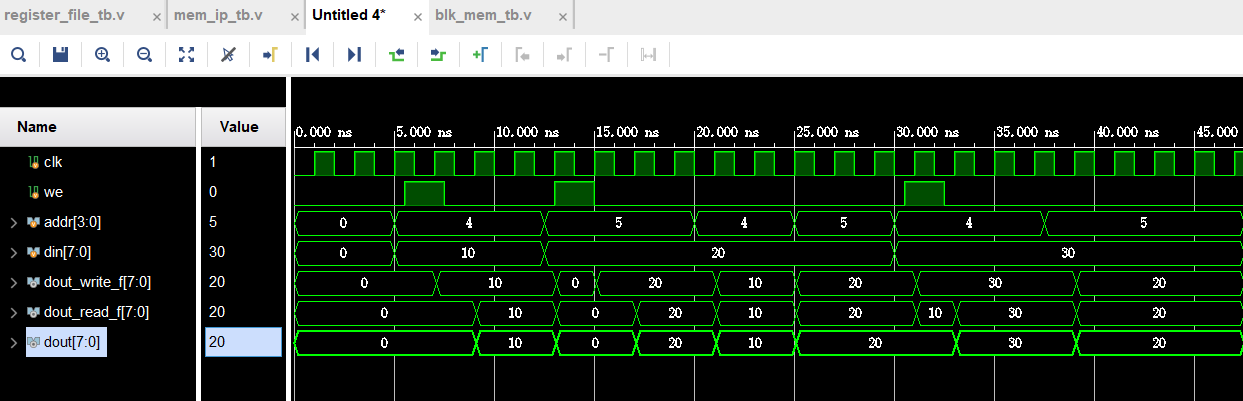 register_file_tb.v × mem_ip_tb.v × Untitled 4* × blk_mem_tb.v ×
Name Value
0.000 ns 5.000 ns 10.000 ns 15.000 ns 20.000 ns 25.000 ns 30.000 ns 35.000 ns 40.000 ns 45.000
clk 1
we 0
addr[3:0] 5 0 4 5 4 5 4 5
din[7:0] 30 0 10 20 30
dout_write_f[7:0] 20 0 10 0 20 10 20 30 20
dout_read_f[7:0] 20 0 10 0 20 10 20 10 30 20
dout[7:0] 20 0 10 0 20 10 20 30 20